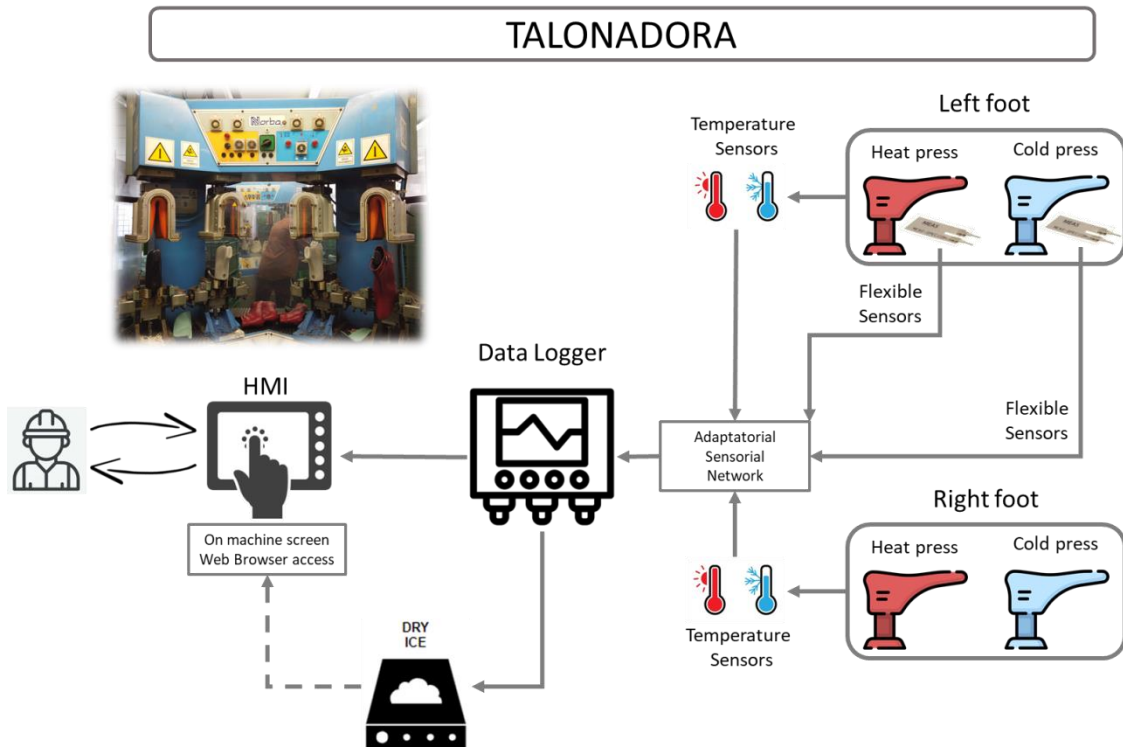 TALONADORA
Left foot
Temperature
Sensors
Heat press
Cold press
Flexible
Sensors
Data Logger
HMI
Flexible
Sensors
Adaptatorial
Sensorial
Network
Right foot
On machine screen
Web Browser access
Heat press
Cold press
Temperature
Sensors
DRY
ICE